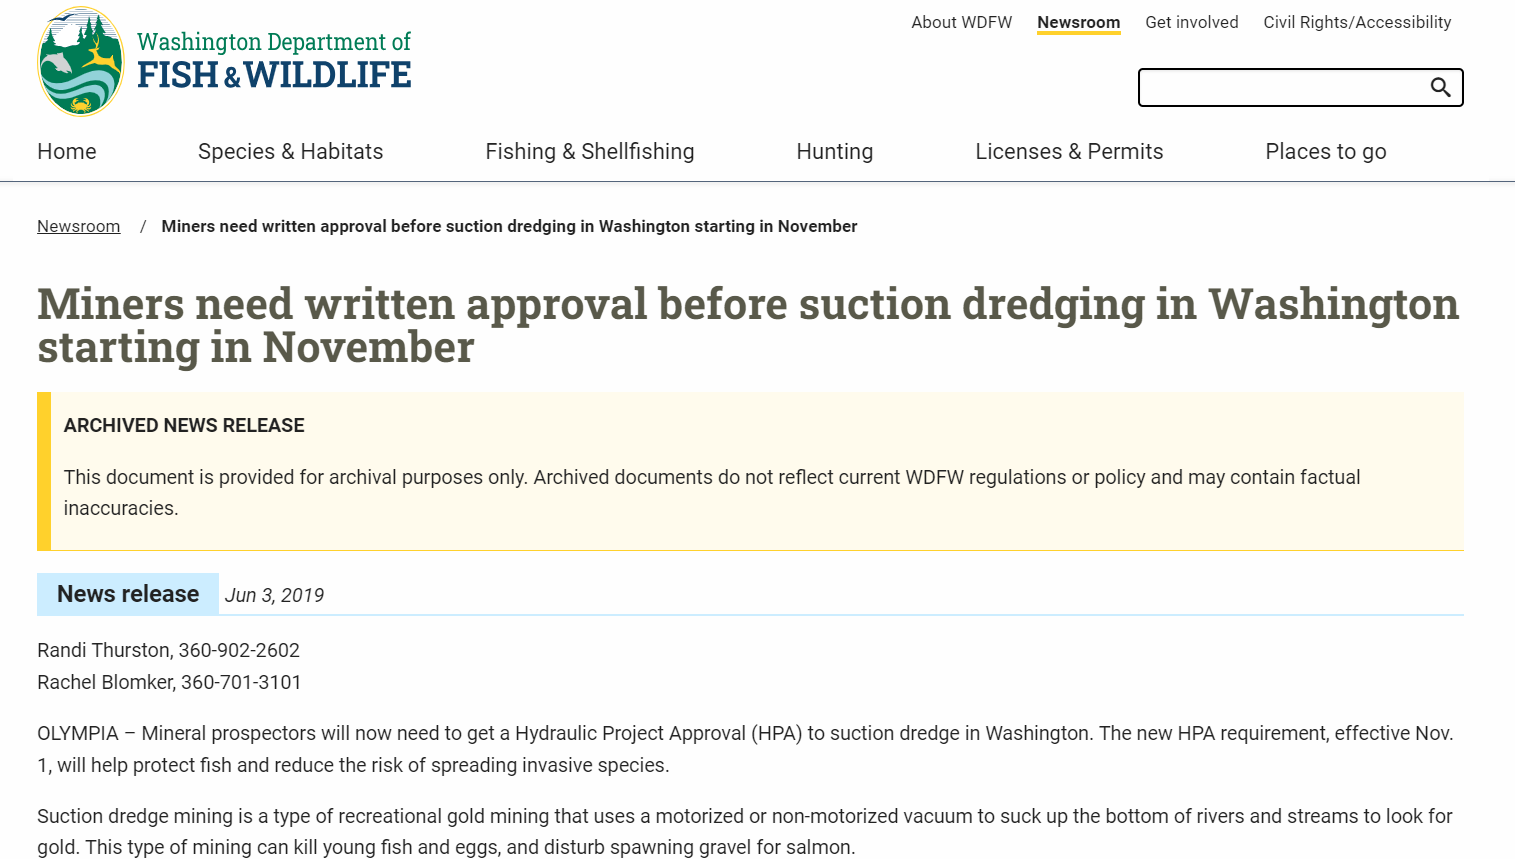 Washington Department of
FISH & WILDLIFE
About WDFW Newsroom Get involved Civil Rights/Accessibility
Home Species & Habitats Fishing & Shellfishing Hunting Licenses & Permits Places to go
Newsroom / Miners need written approval before suction dredging in Washington starting in November
Miners need written approval before suction dredging in Washington
starting in November
ARCHIVED NEWS RELEASE
This document is provided for archival purposes only. Archived documents do not reflect current WDFW regulations or policy and may contain factual
inaccuracies.
News release Jun 3, 2019
Randi Thurston, 360-902-2602
Rachel Blomker, 360-701-3101
OLYMPIA – Mineral prospectors will now need to get a Hydraulic Project Approval (HPA) to suction dredge in Washington. The new HPA requirement, effective Nov.
1, will help protect fish and reduce the risk of spreading invasive species.
Suction dredge mining is a type of recreational gold mining that uses a motorized or non-motorized vacuum to suck up the bottom of rivers and streams to look for
gold. This type of mining can kill young fish and eggs, and disturb spawning gravel for salmon.